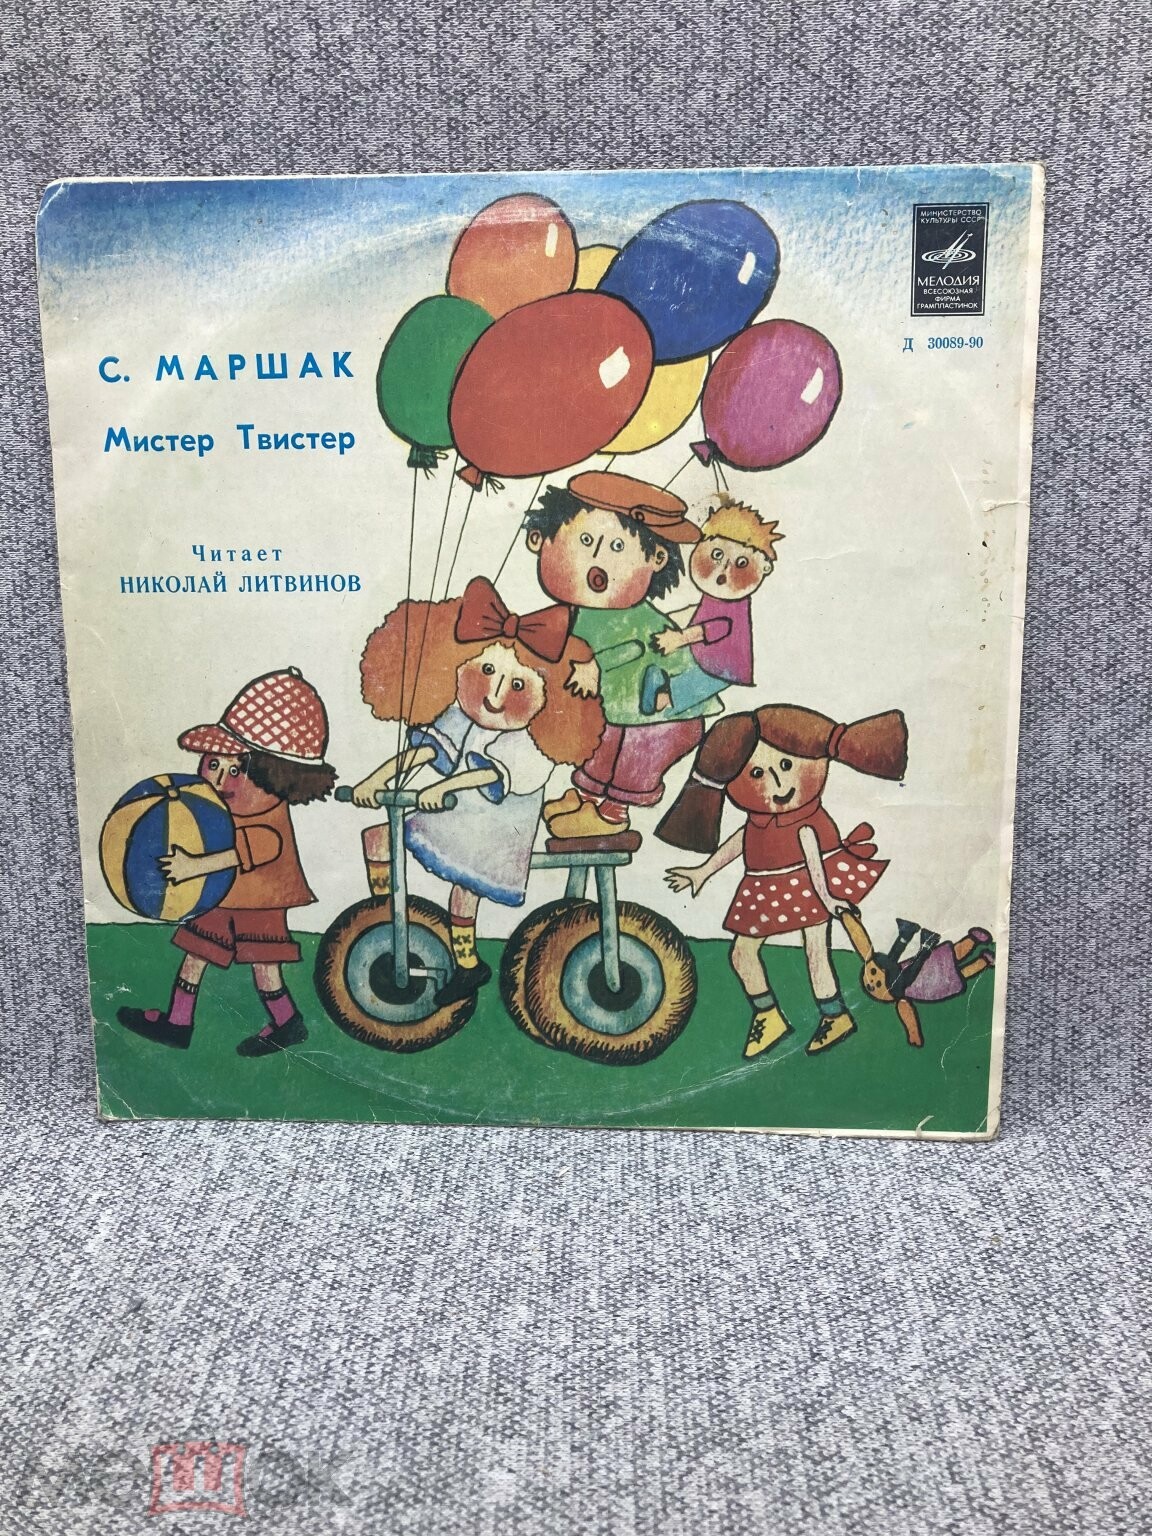 МИНИСТЕРСТВО
КУЛЬТУРЫ СССР
МЕЛОДИЯ
ВСЕСОЮЗНАЯ
ФИРМА
ГРАМПЛАСТИНОК
Д 30089-90
С. МАРШАК
Мистер Твистер
Читает
НИКОЛАЙ ЛИТВИНОВ